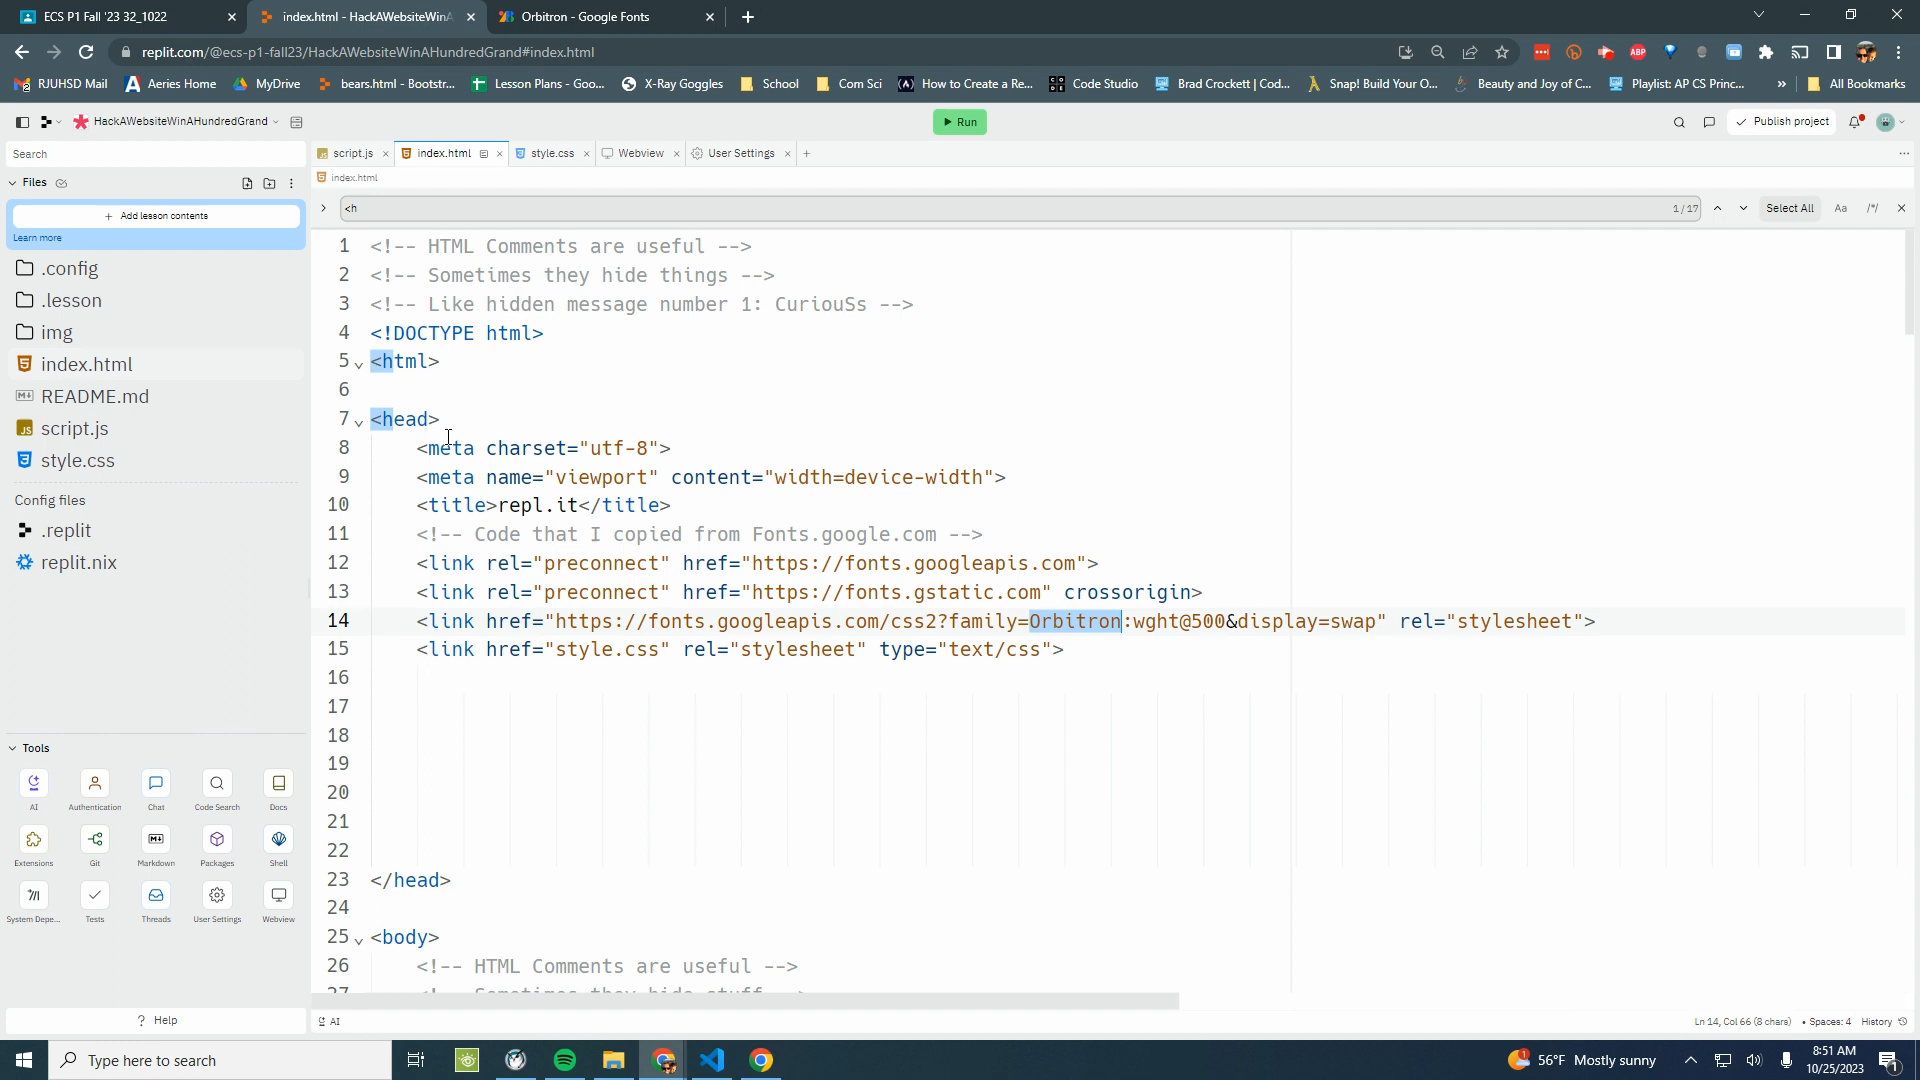 ECS P1 Fall '23 32_1022
index.html - HackAWebsiteWinA
Orbitron - Google Fonts
replit.com/@ecs-p1-fall23/HackAWebsiteWinAHundredGrand#index.html
RJUHSD Mail
Aeries Home
MyDrive
bears.html - Bootstr...
Lesson Plans - Goo...
X-Ray Goggles
School
Com Sci
How to Create a Re...
Code Studio
Brad Crockett | Cod...
Snap! Build Your O...
Beauty and Joy of C...
Playlist: AP CS Princ...
»
All Bookmarks
HackAWebsiteWinAHundredGrand
Run
Publish project
Search
script.js
index.html
style.css
Webview
User Settings
index.html
Files
+ Add lesson contents
Learn more
<h
1/17
Select All
Aa
/*/
.config
.lesson
img
index.html
README.md
script.js
style.css
Config files
.replit
replit.nix
1 <!-- HTML Comments are useful -->
2 <!-- Sometimes they hide things -->
3 <!-- Like hidden message number 1: CuriouSs -->
4 <!DOCTYPE html>
5 <html>
6
7 <head>
8 <meta charset="utf-8">
9 <meta name="viewport" content="width=device-width">
10 <title>repl.it</title>
11 <!-- Code that I copied from Fonts.google.com -->
12 <link rel="preconnect" href="https://fonts.googleapis.com">
13 <link rel="preconnect" href="https://fonts.gstatic.com" crossorigin>
14 <link href="https://fonts.googleapis.com/css2?family=Orbitron:wght@500&display=swap" rel="stylesheet">
15 <link href="style.css" rel="stylesheet" type="text/css">
16
17
18
19
20
21
22
23 </head>
24
25 <body>
26 <!-- HTML Comments are useful -->
27 <!-- Sometimes they hide stuff -->
Tools
AI
Authentication
Chat
Code Search
Docs
Extensions
Git
Markdown
Packages
Shell
System Depe...
Tests
Threads
User Settings
Webview
? Help
AI
Ln 14, Col 66 (8 chars)
• Spaces: 4
History
Type here to search
56°F Mostly sunny
8:51 AM
10/25/2023